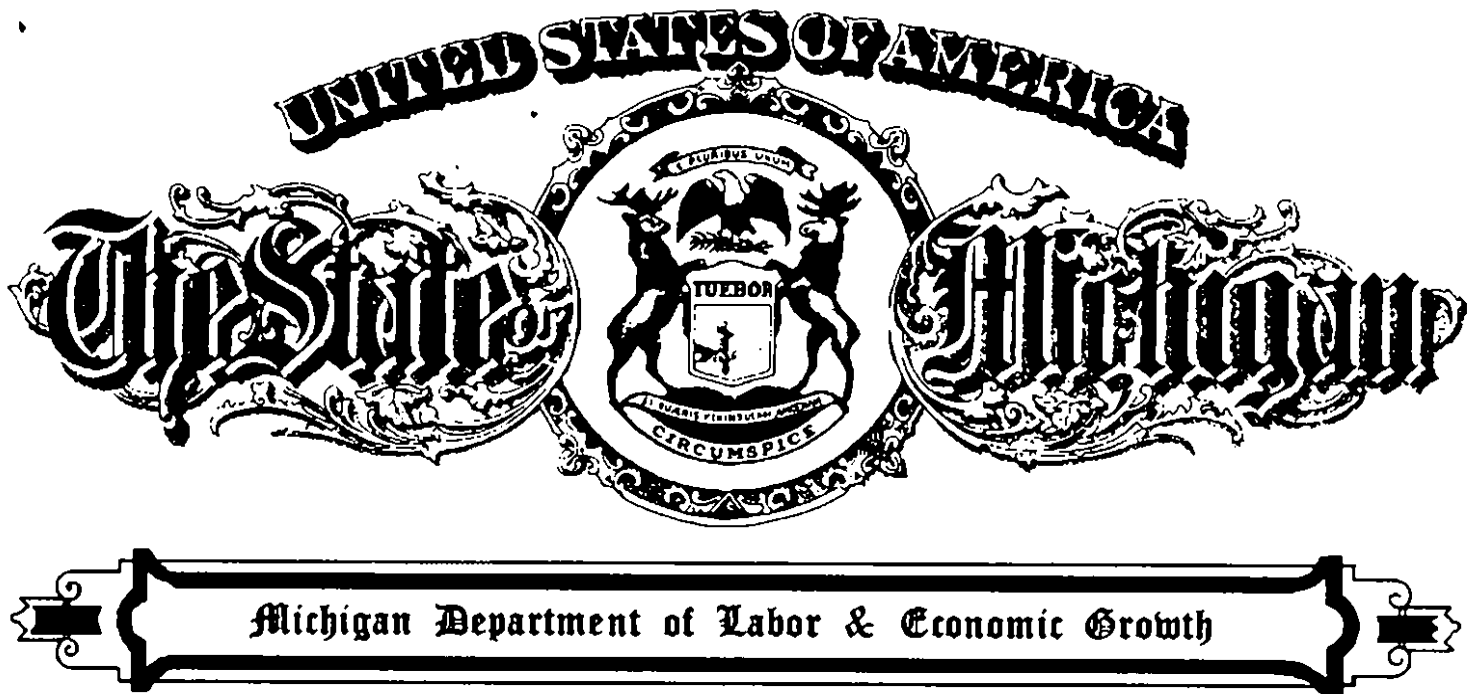 UNITED STATES OF AMERICA
E PLURIBUS UNUM
The State of Michigan
TUEBOR
CIRCUMSPICE
Michigan Department of Labor & Economic Growth